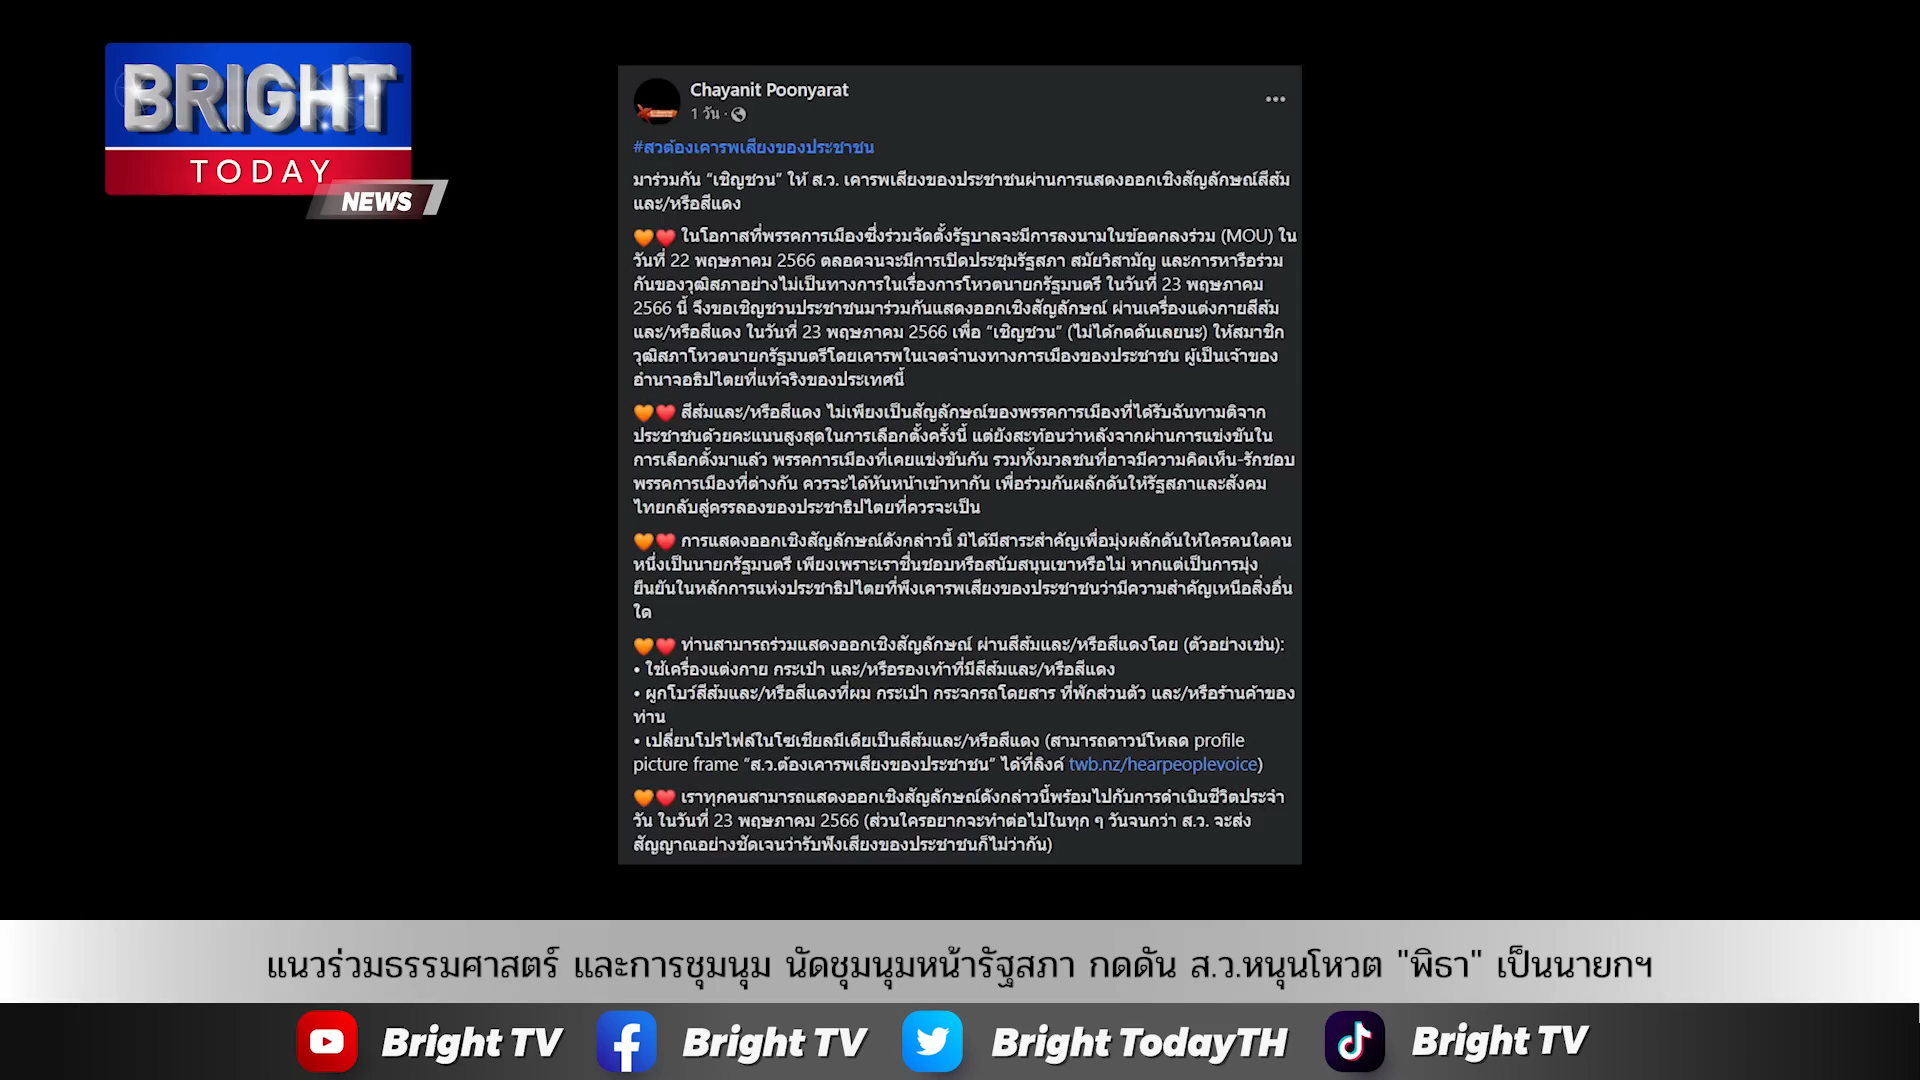 BRIGHT
TODAY
NEWS
Chayanit Poonyarat
1 วัน ·
#สวต้องเคารพเสียงของประชาชน
มาร่วมกัน “เชิญชวน” ให้ ส.ว. เคารพเสียงของประชาชนผ่านการแสดงออกเชิงสัญลักษณ์สีส้ม
และ/หรือสีแดง
🧡❤️ ในโอกาสที่พรรคการเมืองซึ่งร่วมจัดตั้งรัฐบาลจะมีการลงนามในข้อตกลงร่วม (MOU) ใน
วันที่ 22 พฤษภาคม 2566 ตลอดจนจะมีการเปิดประชุมรัฐสภา สมัยวิสามัญ และการหารือร่วม
กันของวุฒิสภาอย่างไม่เป็นทางการในเรื่องการโหวตนายกรัฐมนตรี ในวันที่ 23 พฤษภาคม
2566 นี้ จึงขอเชิญชวนประชาชนมาร่วมกันแสดงออกเชิงสัญลักษณ์ ผ่านเครื่องแต่งกายสีส้ม
และ/หรือสีแดง ในวันที่ 23 พฤษภาคม 2566 เพื่อ “เชิญชวน” (ไม่ได้กดดันเลยนะ) ให้สมาชิก
วุฒิสภาโหวตนายกรัฐมนตรีโดยเคารพในเจตจำนงทางการเมืองของประชาชน ผู้เป็นเจ้าของ
อำนาจอธิปไตยที่แท้จริงของประเทศนี้
🧡❤️ สีส้มและ/หรือสีแดง ไม่เพียงเป็นสัญลักษณ์ของพรรคการเมืองที่ได้รับฉันทามติจาก
ประชาชนด้วยคะแนนสูงสุดในการเลือกตั้งครั้งนี้ แต่ยังสะท้อนว่าหลังจากผ่านการแข่งขันใน
การเลือกตั้งมาแล้ว พรรคการเมืองที่เคยแข่งขันกัน รวมทั้งมวลชนที่อาจมีความคิดเห็น-รักชอบ
พรรคการเมืองที่ต่างกัน ควรจะได้หันหน้าเข้าหากัน เพื่อร่วมกันผลักดันให้รัฐสภาและสังคม
ไทยกลับสู่ครรลองของประชาธิปไตยที่ควรจะเป็น
🧡❤️ การแสดงออกเชิงสัญลักษณ์ดังกล่าวนี้ มิได้มีสาระสำคัญเพื่อมุ่งผลักดันให้ใครคนใดคน
หนึ่งเป็นนายกรัฐมนตรี เพียงเพราะเราชื่นชอบหรือสนับสนุนเขาหรือไม่ หากแต่เป็นการมุ่ง
ยืนยันในหลักการแห่งประชาธิปไตยที่พึงเคารพเสียงของประชาชนว่ามีความสำคัญเหนือสิ่งอื่น
ใด
🧡❤️ ท่านสามารถร่วมแสดงออกเชิงสัญลักษณ์ ผ่านสีส้มและ/หรือสีแดงโดย (ตัวอย่างเช่น):
• ใช้เครื่องแต่งกาย กระเป๋า และ/หรือรองเท้าที่มีสีส้มและ/หรือสีแดง
• ผูกโบว์สีส้มและ/หรือสีแดงที่ผม กระเป๋า กระจกรถโดยสาร ที่พักส่วนตัว และ/หรือร้านค้าของ
ท่าน
• เปลี่ยนโปรไฟล์ในโซเชียลมีเดียเป็นสีส้มและ/หรือสีแดง (สามารถดาวน์โหลด profile
picture frame “ส.ว.ต้องเคารพเสียงของประชาชน” ได้ที่ลิงค์ twb.nz/hearpeoplevoice)
🧡❤️ เราทุกคนสามารถแสดงออกเชิงสัญลักษณ์ดังกล่าวนี้พร้อมไปกับการดำเนินชีวิตประจำ
วัน ในวันที่ 23 พฤษภาคม 2566 (ส่วนใครอยากจะทำต่อไปในทุก ๆ วันจนกว่า ส.ว. จะส่ง
สัญญาณอย่างชัดเจนว่ารับฟังเสียงของประชาชนก็ไม่ว่ากัน)
แนวร่วมธรรมศาสตร์ และการชุมนุม นัดชุมนุมหน้ารัฐสภา กดดัน ส.ว.หนุนโหวต "พิธา" เป็นนายกฯ
Bright TV Bright TV Bright TodayTH Bright TV